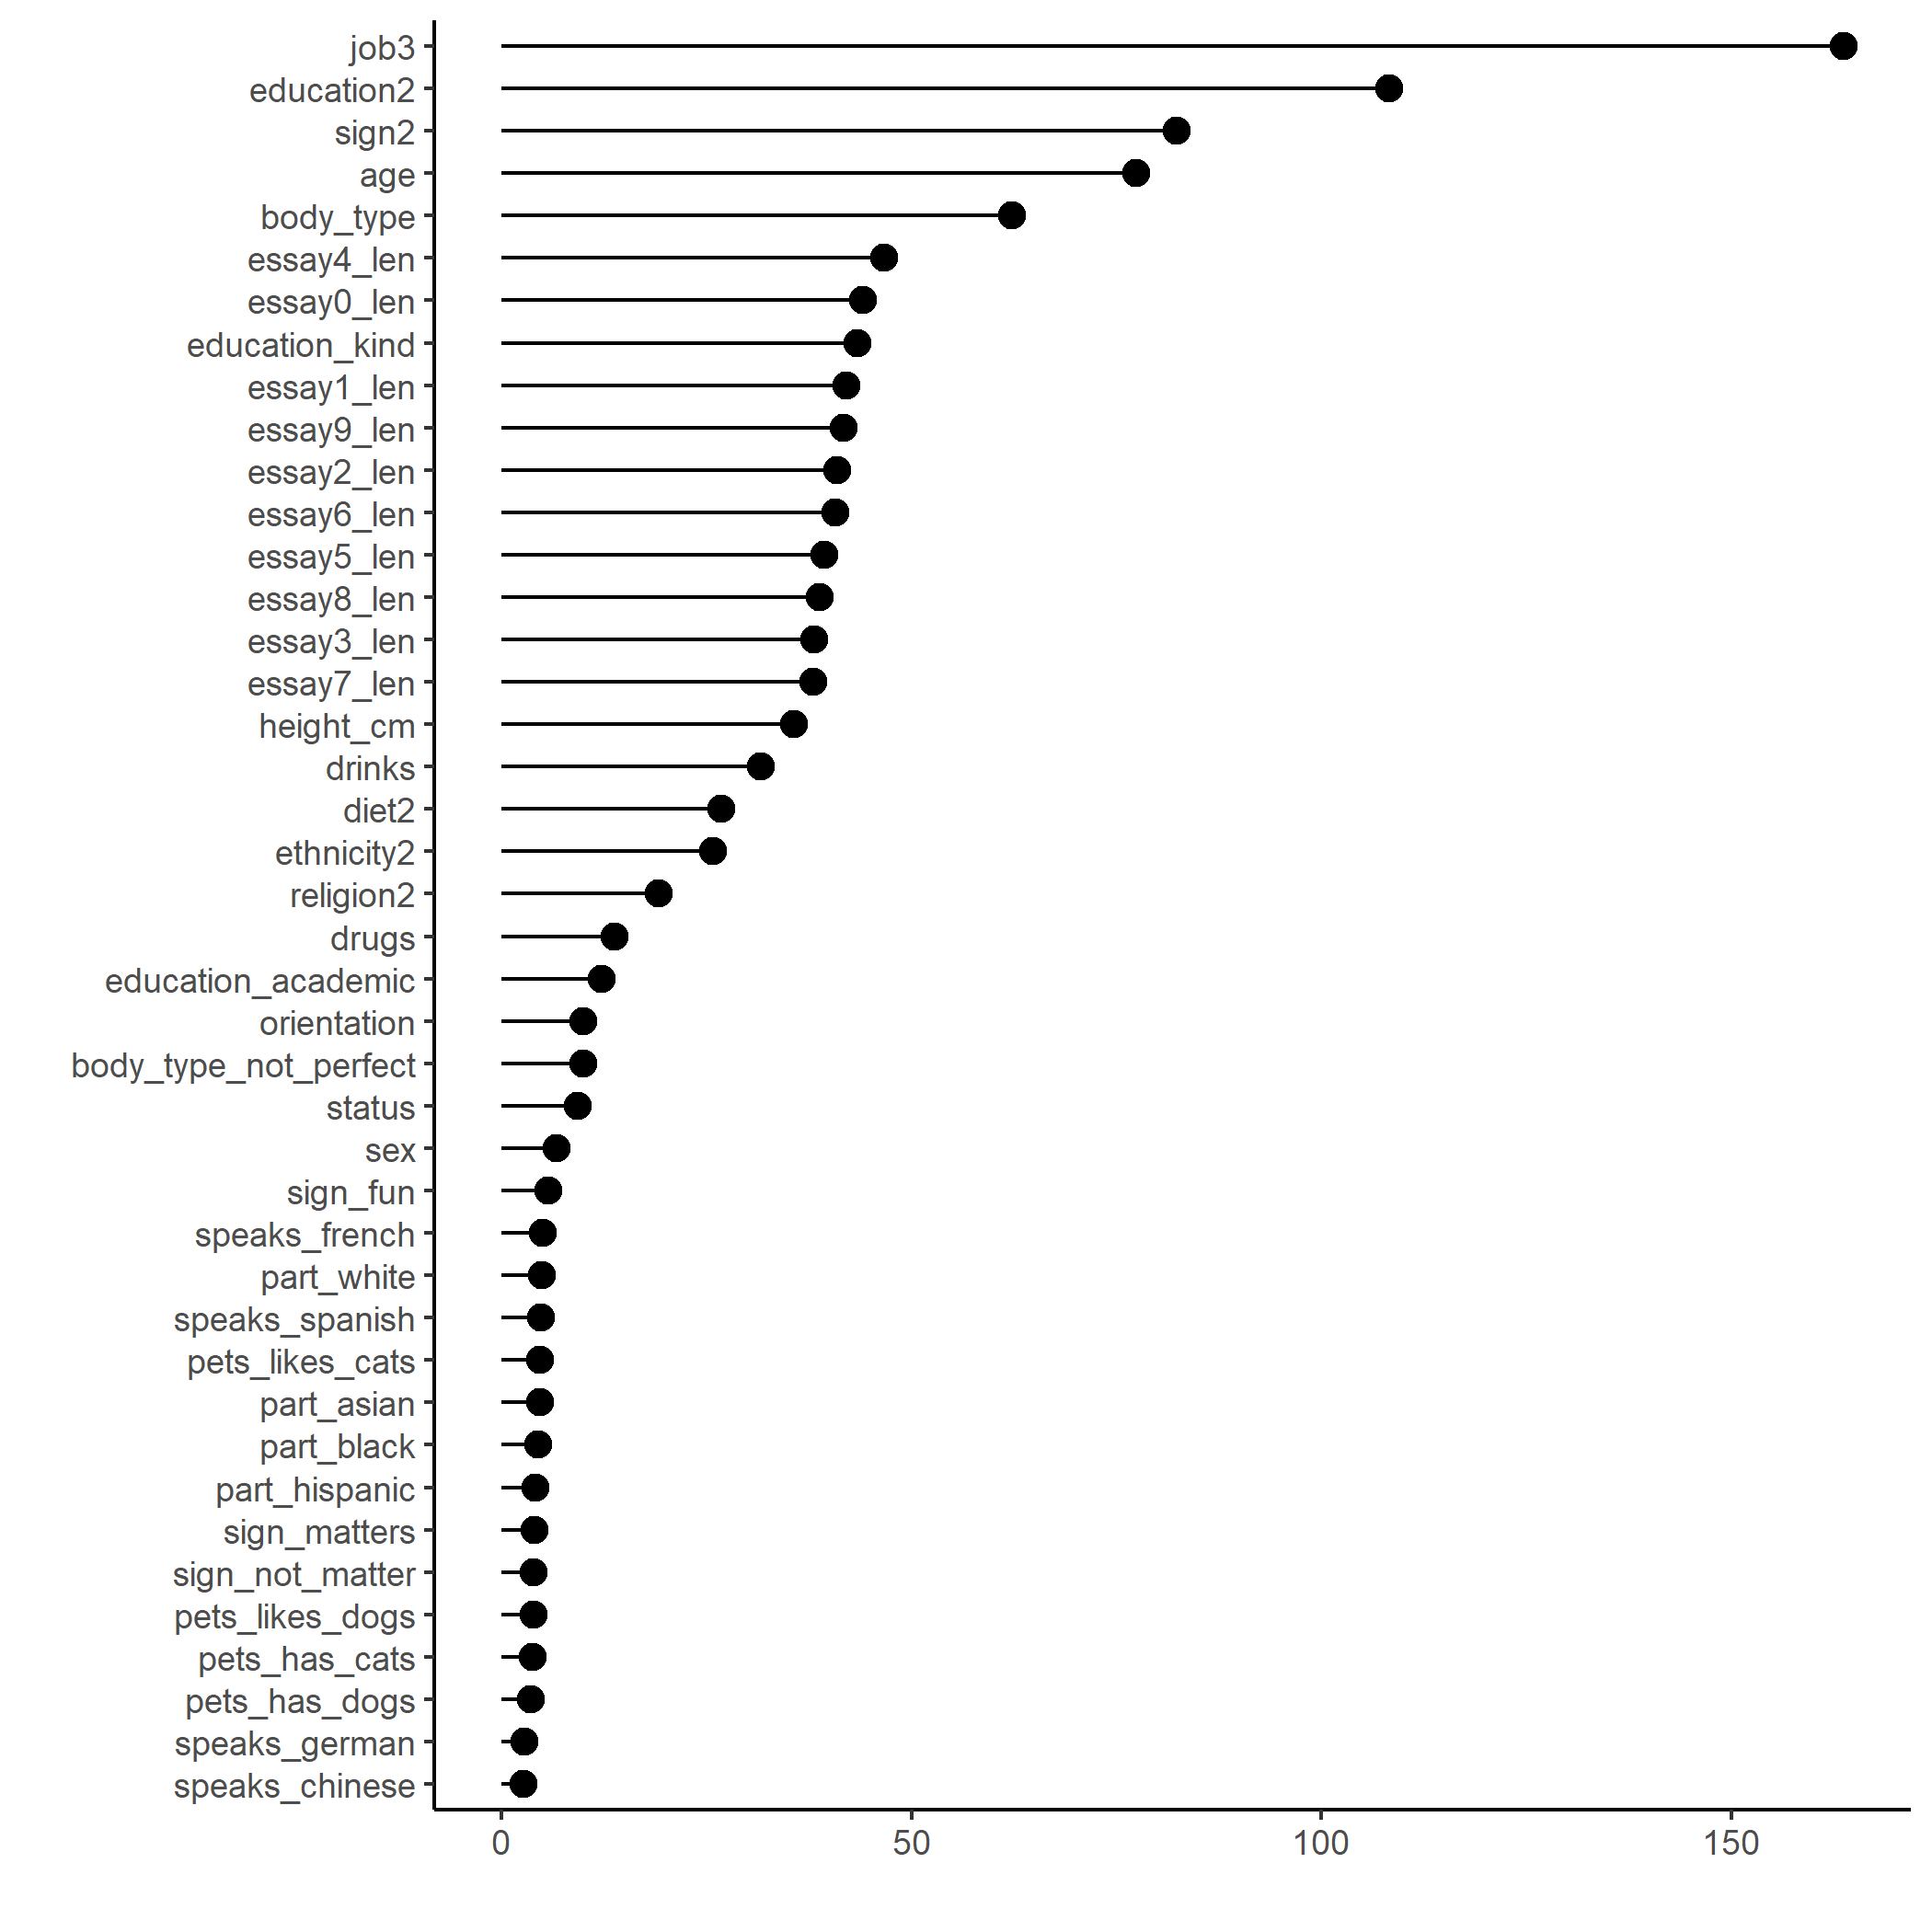 job3
education2
sign2
age
body_type
essay4_len
essay0_len
education_kind
essay1_len
essay9_len
essay2_len
essay6_len
essay5_len
essay8_len
essay3_len
essay7_len
height_cm
drinks
diet2
ethnicity2
religion2
drugs
education_academic
orientation
body_type_not_perfect
status
sex
sign_fun
speaks_french
part_white
speaks_spanish
pets_likes_cats
part_asian
part_black
part_hispanic
sign_matters
sign_not_matter
pets_likes_dogs
pets_has_cats
pets_has_dogs
speaks_german
speaks_chinese
0 50 100 150